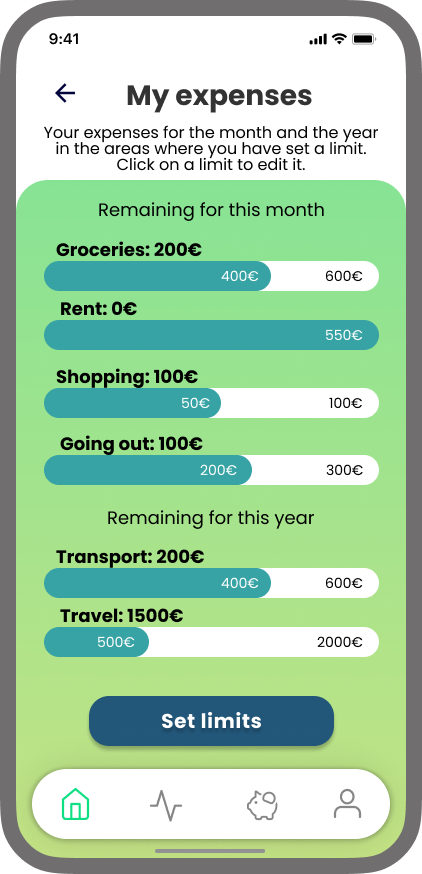 9:41
My expenses
Your expenses for the month and the year
in the areas where you have set a limit.
Click on a limit to edit it.
Remaining for this month
Groceries: 200€
400€ 600€
Rent: 0€
550€
Shopping: 100€
50€ 100€
Going out: 100€
200€ 300€
Remaining for this year
Transport: 200€
400€ 600€
Travel: 1500€
500€ 2000€
Set limits